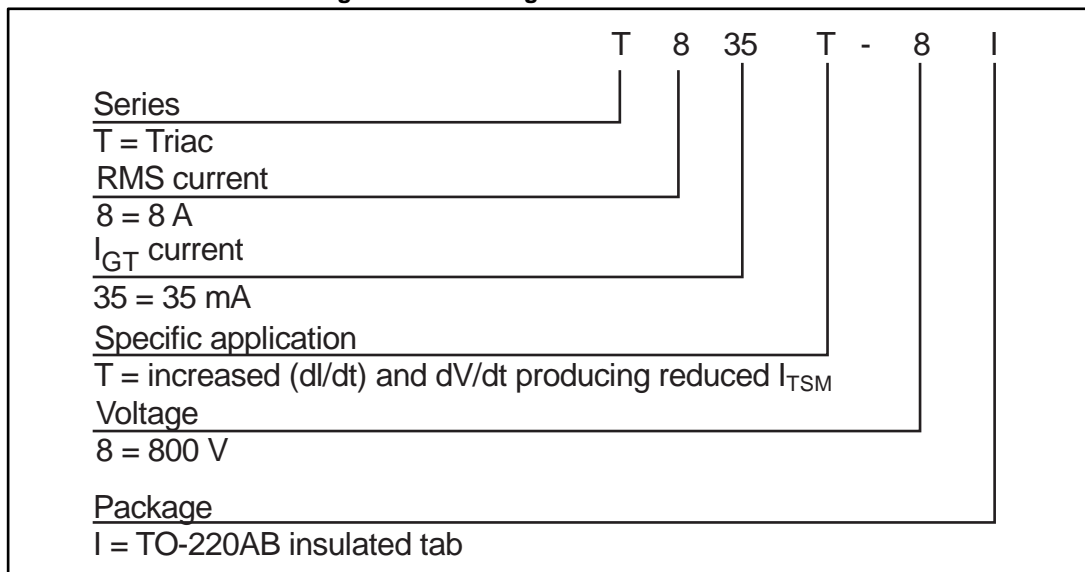 T 8 35 T - 8 I
Series
T = Triac
RMS current
8 = 8 A
IGT current
35 = 35 mA
Specific application
T = increased (dI/dt) and dV/dt producing reduced ITSM
Voltage
8 = 800 V
Package
I = TO-220AB insulated tab